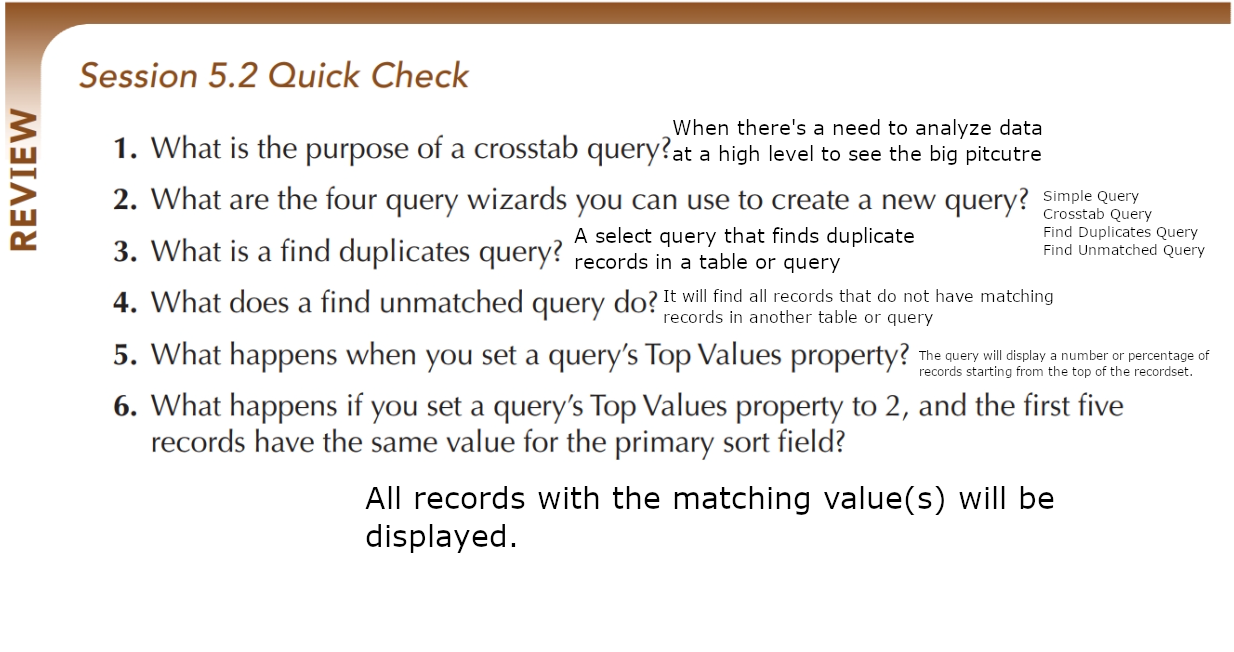 REVIEW
Session 5.2 Quick Check
1. What is the purpose of a crosstab query?
When there's a need to analyze data
at a high level to see the big pitcutre
2. What are the four query wizards you can use to create a new query?
Simple Query
Crosstab Query
Find Duplicates Query
Find Unmatched Query
3. What is a find duplicates query?
A select query that finds duplicate
records in a table or query
4. What does a find unmatched query do?
It will find all records that do not have matching
records in another table or query
5. What happens when you set a query's Top Values property?
The query will display a number or percentage of
records starting from the top of the recordset.
6. What happens if you set a query's Top Values property to 2, and the first five
records have the same value for the primary sort field?
All records with the matching value(s) will be
displayed.